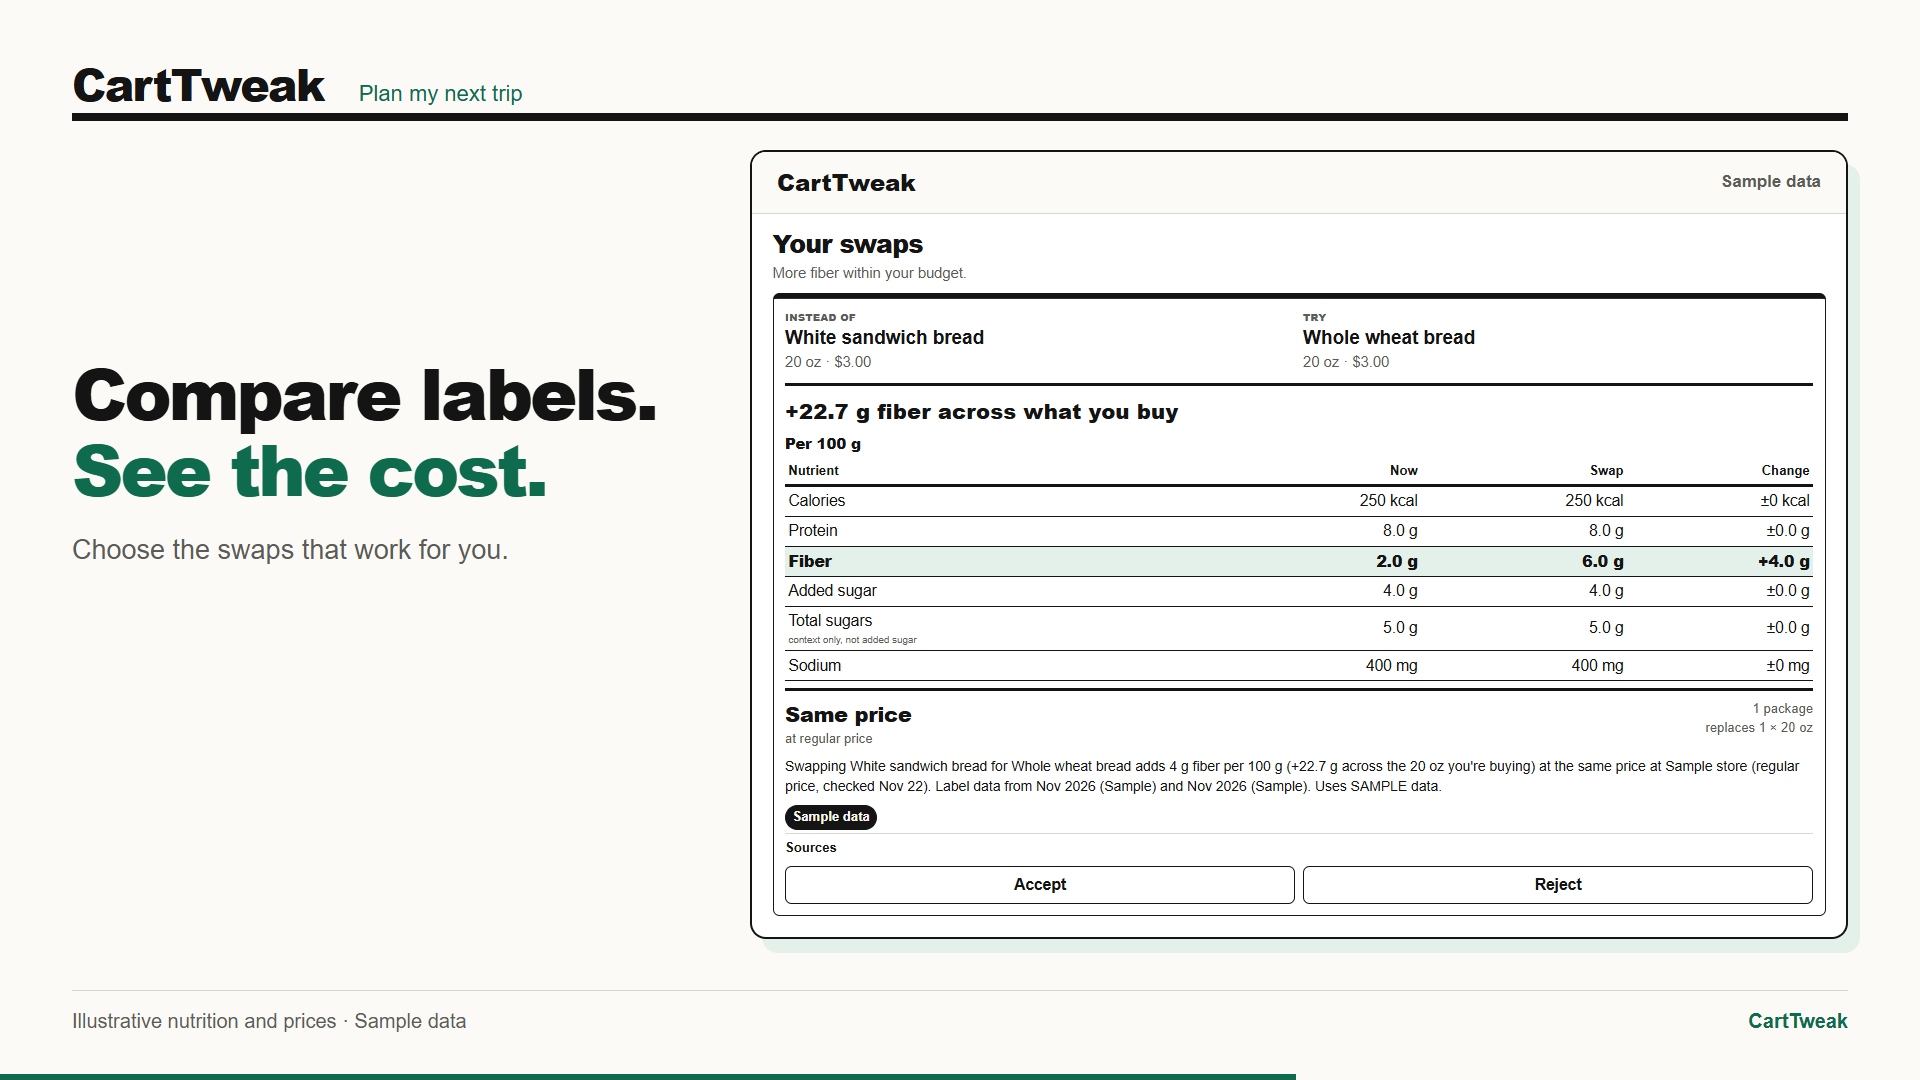 CartTweak Plan my next trip
CartTweak Sample data
Your swaps
More fiber within your budget.
INSTEAD OF
White sandwich bread
20 oz · $3.00
TRY
Whole wheat bread
20 oz · $3.00
Compare labels.
See the cost.
Choose the swaps that work for you.
+22.7 g fiber across what you buy
Per 100 g
Nutrient Now Swap Change
Calories 250 kcal 250 kcal ±0 kcal
Protein 8.0 g 8.0 g ±0.0 g
Fiber 2.0 g 6.0 g +4.0 g
Added sugar 4.0 g 4.0 g ±0.0 g
Total sugars 5.0 g 5.0 g ±0.0 g
context only, not added sugar
Sodium 400 mg 400 mg ±0 mg
Same price
at regular price
1 package
replaces 1 × 20 oz
Swapping White sandwich bread for Whole wheat bread adds 4 g fiber per 100 g (+22.7 g across the 20 oz you're buying) at the same price at Sample store (regular
price, checked Nov 22). Label data from Nov 2026 (Sample) and Nov 2026 (Sample). Uses SAMPLE data.
Sample data
Sources
Accept Reject
Illustrative nutrition and prices · Sample data CartTweak